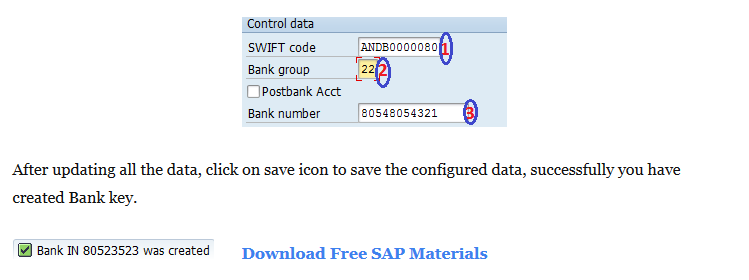 Control data
SWIFT code ANDB0000080 1
Bank group 22 2
Postbank Acct
Bank number 80548054321 3
After updating all the data, click on save icon to save the configured data, successfully you have
created Bank key.
Bank IN 80523523 was created Download Free SAP Materials